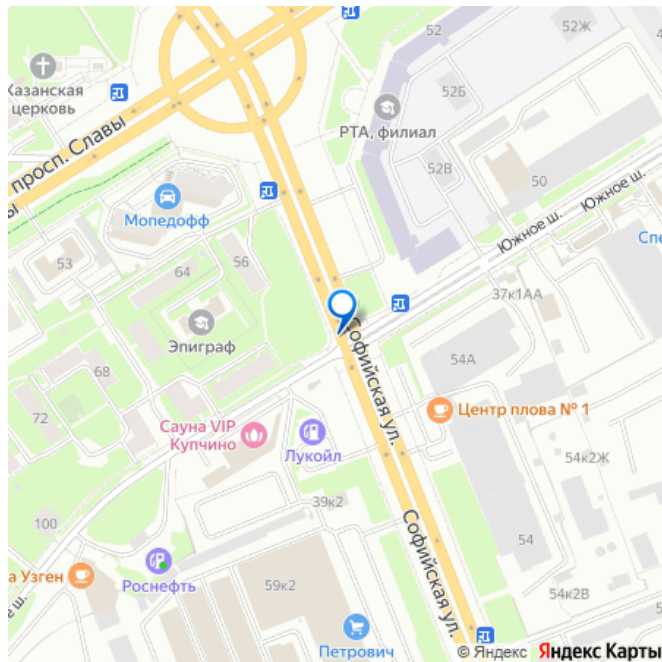 52
52Ж
Казанская
церковь
52Б
РТА, филиал
просп. Славы
52В
50
Южное ш.
Южное ш.
Мопедофф
Спе
53
64
56
37к1АА
Эпиграф
Софийская ул.
54А
68
Центр плова № 1
72
Сауна VIP
Купчино
Лукойл
54к2Ж
39к2
100
Софийская ул.
54
а Узген
Роснефть
59к2
54к2В
е ш.
Петрович
© Яндекс Яндекс Карты